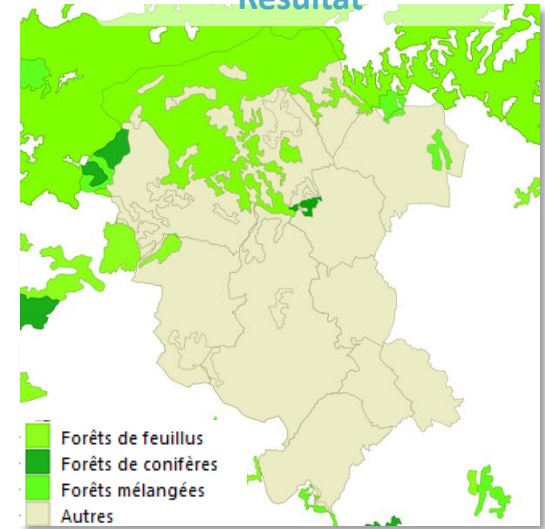 Résultat
Forêts de feuillus
Forêts de conifères
Forêts mélangées
Autres